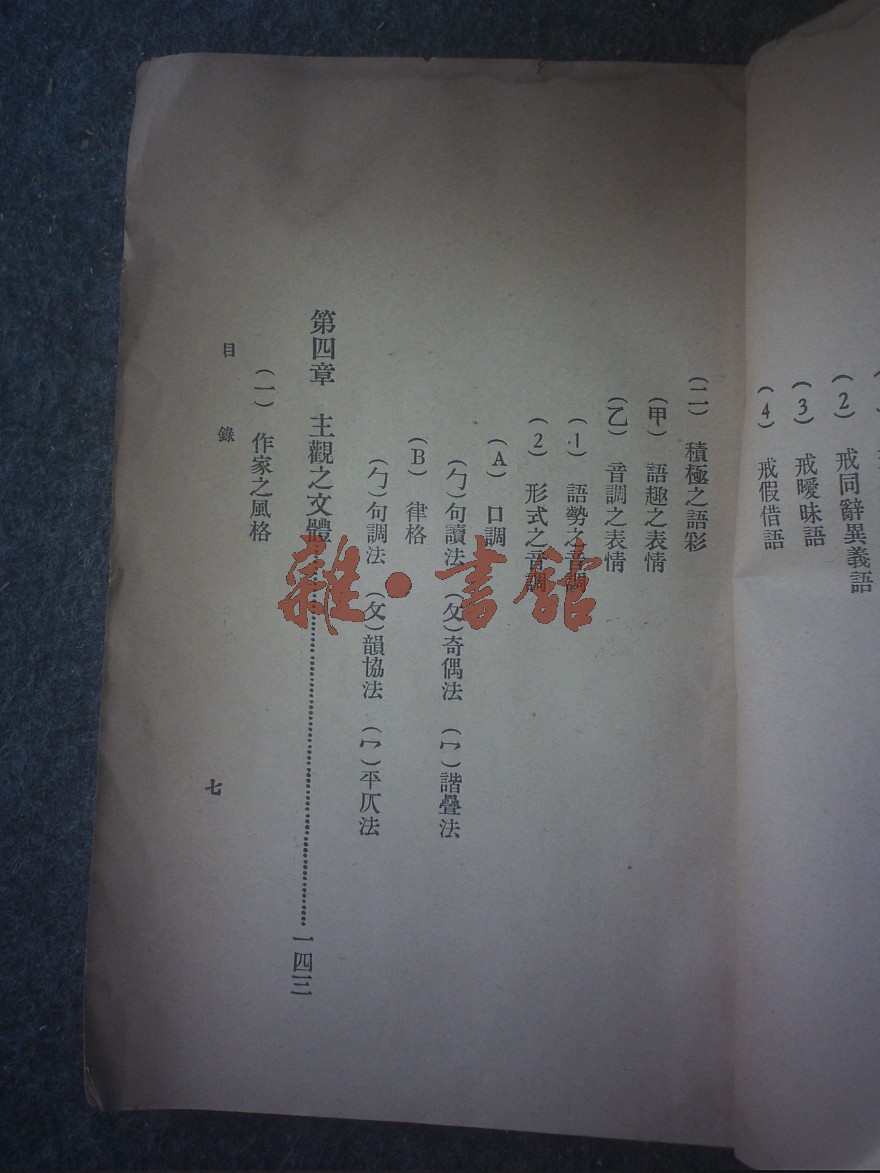 (2) 戒同辭異義語
(3) 戒曖昧語
(4) 戒假借語
(二) 積極之語彩
(甲) 語趣之表情
(乙) 音調之表情
(1) 語勢之音調
(2) 形式之音調
(A) 口調
(ㄅ)句讀法 (ㄆ)奇偶法 (ㄇ)諧疊法
(B) 律格
(ㄅ)句調法 (ㄆ)韻協法 (ㄇ)平仄法
第四章 主觀之文體……一四三
(一) 作家之風格
目錄
七
雜·書館